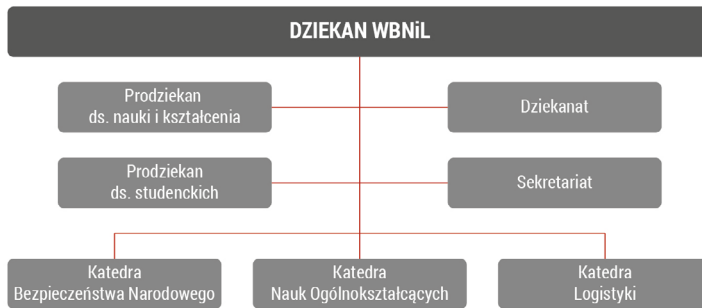 DZIEKAN WBNiL
Prodziekan
ds. nauki i kształcenia
Dziekanat
Prodziekan
ds. studenckich
Sekretariat
Katedra
Bezpieczeństwa Narodowego
Katedra
Nauk Ogólnokształcących
Katedra
Logistyki